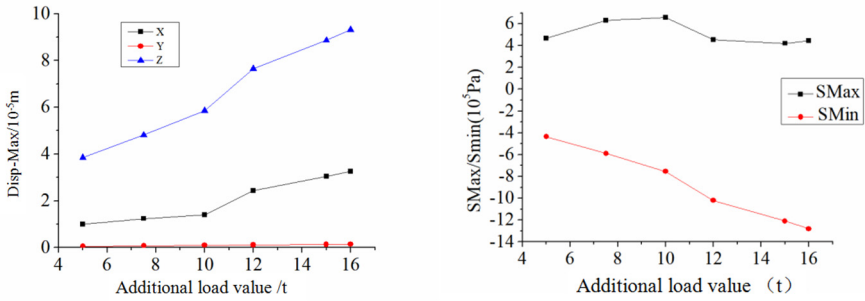 X
Y
Z
10
8
6
4
2
0
4 6 8 10 12 14 16
Disp-Max/10⁻⁵m
Additional load value /t
6
4
2
0
-2
-4
-6
-8
-10
-12
-14
4 6 8 10 12 14 16
SMax/Smin(10⁵Pa)
SMax
SMin
Additional load value （t）